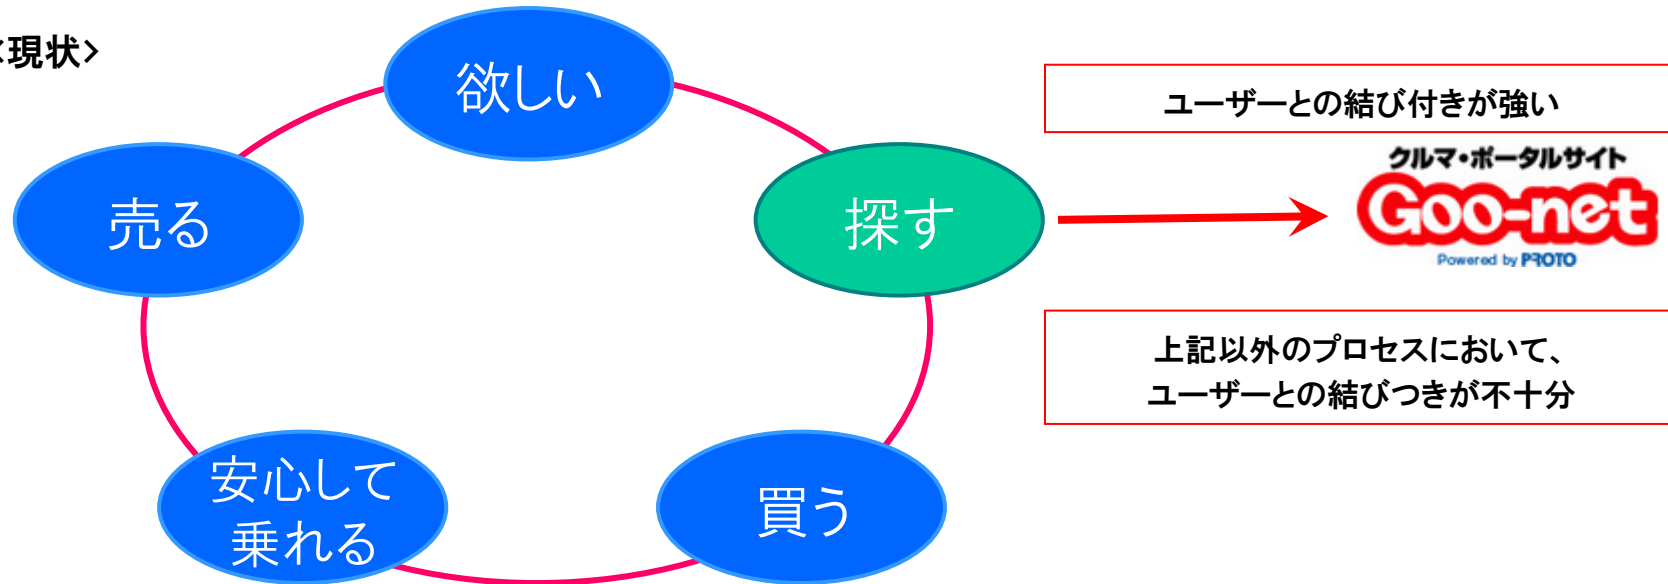 <現状>
欲しい
ユーザーとの結び付きが強い
クルマ・ポータルサイト
Goo-net
Powered by PROTO
売る
探す
上記以外のプロセスにおいて、
ユーザーとの結びつきが不十分
安心して
乗れる
買う